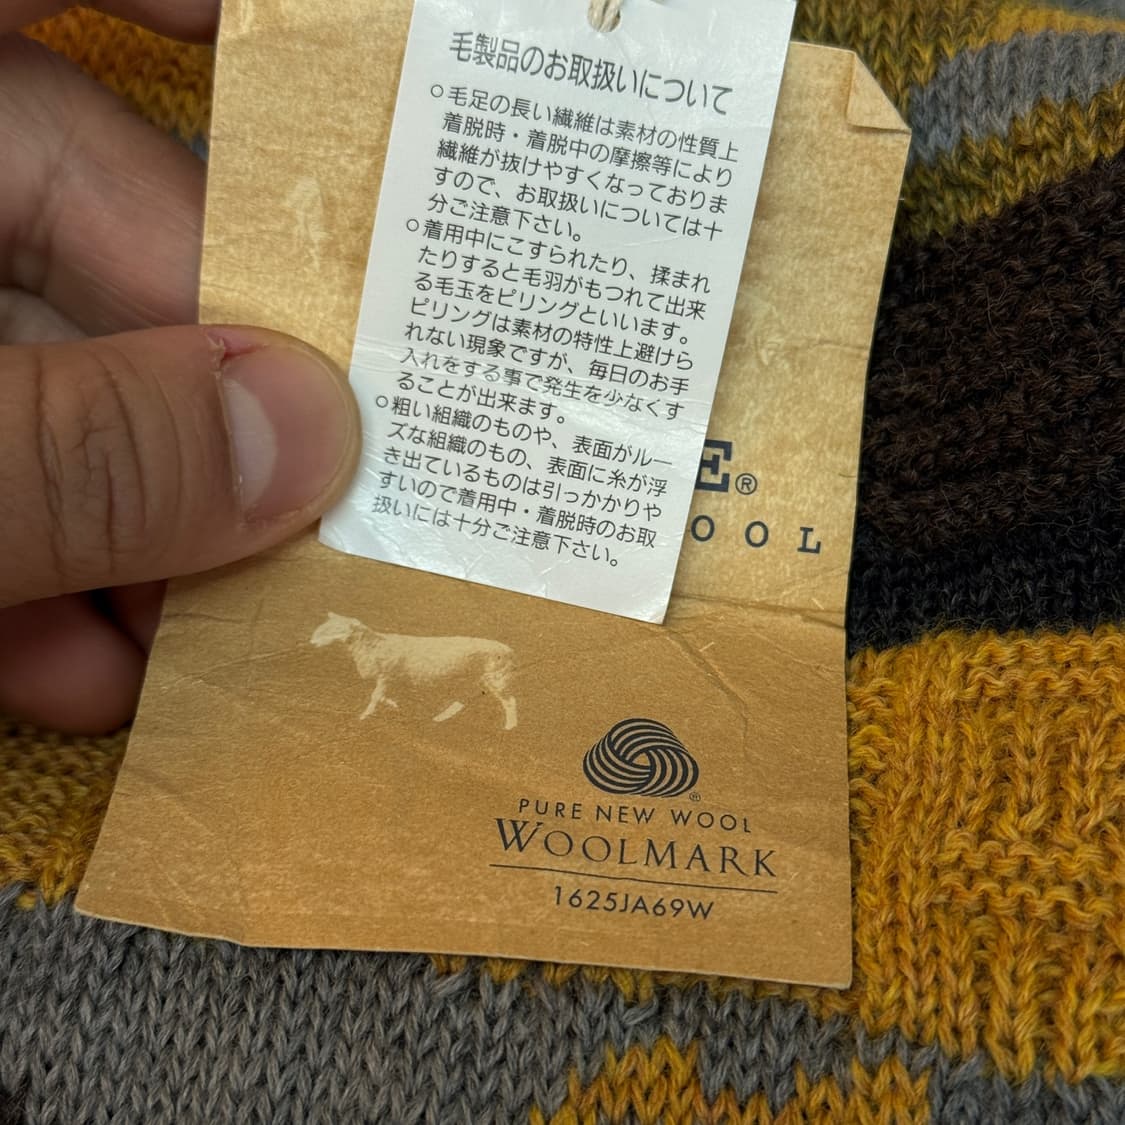 毛製品のお取扱いについて
○毛足の長い繊維は素材の性質上
着脱時・着脱中の摩擦等により
繊維が抜けやすくなっておりま
すので、お取扱いについては十
分ご注意下さい。
○着用中にこすられたり、揉まれ
たりすると毛羽がもつれて出来
る毛玉をピリングといいます。
ピリングは素材の特性上避けら
れない現象ですが、毎日のお手
入れをする事で発生を少なくす
ることが出来ます。
○粗い組織のものや、表面がルー
ズな組織のもの、表面に糸が浮
き出ているものは引っかかりや
すいので着用中・着脱時のお取
扱いには十分ご注意下さい。
E®
OOL
PURE NEW WOOL
WOOLMARK
1625JA69W